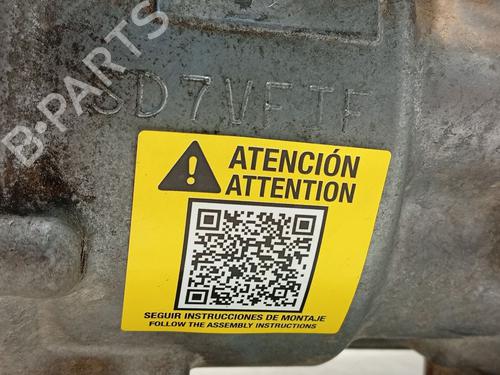 B-PARTS
SD7VFTF
ATENCIÓN
ATTENTION
SEGUIR INSTRUCCIONES DE MONTAJE
FOLLOW THE ASSEMBLY INSTRUCTIONS